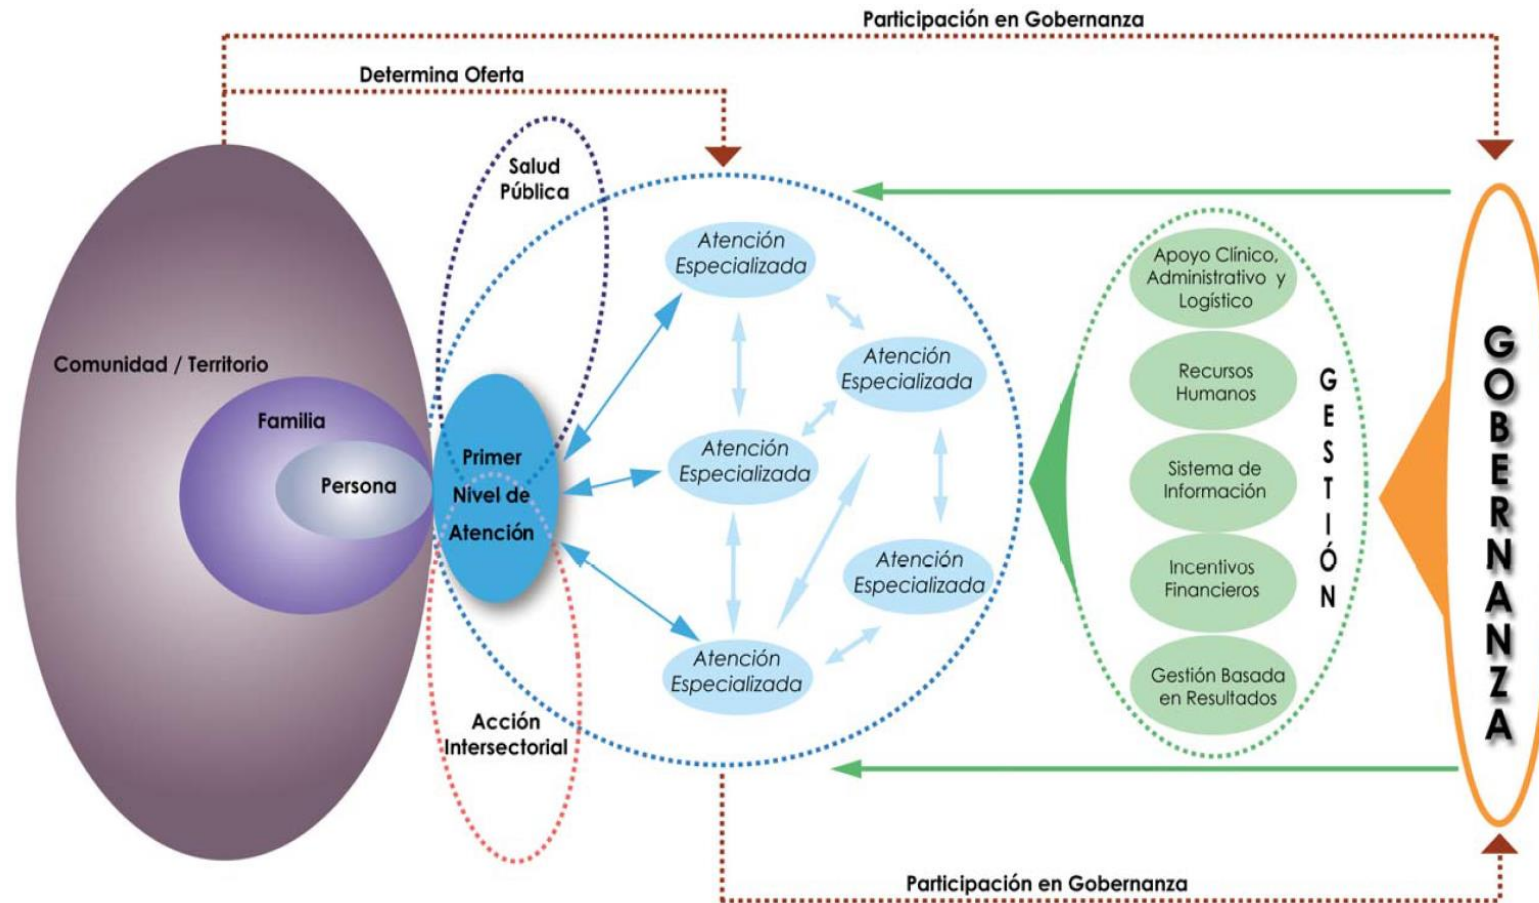 Participación en Gobernanza
Determina Oferta
Salud
Pública
Comunidad / Territorio
Familia
Persona
Primer
Nivel de
Atención
Acción
Intersectorial
Atención
Especializada
Atención
Especializada
Atención
Especializada
Atención
Especializada
Atención
Especializada
Apoyo Clínico,
Administrativo y
Logístico
Recursos
Humanos
Sistema de
Información
Incentivos
Financieros
Gestión Basada
en Resultados
GESTIÓN
GOBERNANZA
Participación en Gobernanza